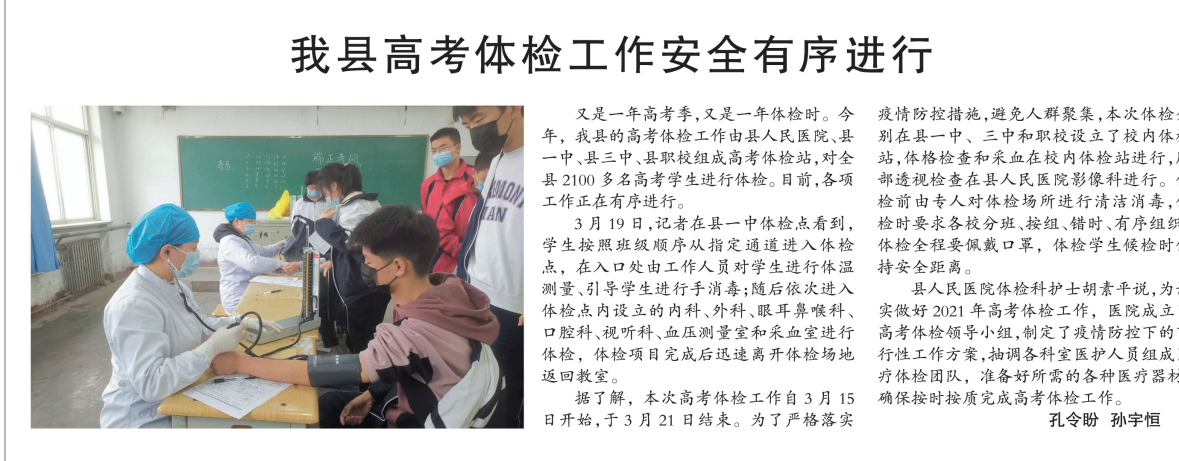 我县高考体检工作安全有序进行
端正考风
又是一年高考季,又是一年体检时。今
年，我县的高考体检工作由县人民医院、县
一中、县三中、县职校组成高考体检站,对全
县2100多名高考学生进行体检。目前,各项
工作正在有序进行。
3月19日,记者在县一中体检点看到,
学生按照班级顺序从指定通道进入体检
点，在入口处由工作人员对学生进行体温
测量、引导学生进行手消毒;随后依次进入
体检点内设立的内科、外科、眼耳鼻喉科、
口腔科、视听科、血压测量室和采血室进行
体检，体检项目完成后迅速离开体检场地
返回教室。
据了解，本次高考体检工作自3月15
日开始,于3月21日结束。为了严格落实
疫情防控措施,避免人群聚集,本次体检
别在县一中、三中和职校设立了校内体
站,体格检查和采血在校内体检站进行,
部透视检查在县人民医院影像科进行。
检前由专人对体检场所进行清洁消毒,
检时要求各校分班、按组、错时、有序组织
体检全程要佩戴口罩，体检学生候检时
持安全距离。
县人民医院体检科护士胡素平说,为
实做好2021年高考体检工作，医院成立
高考体检领导小组,制定了疫情防控下的
行性工作方案,抽调各科室医护人员组成
疗体检团队，准备好所需的各种医疗器
确保按时按质完成高考体检工作。
孔令盼 孙宇恒